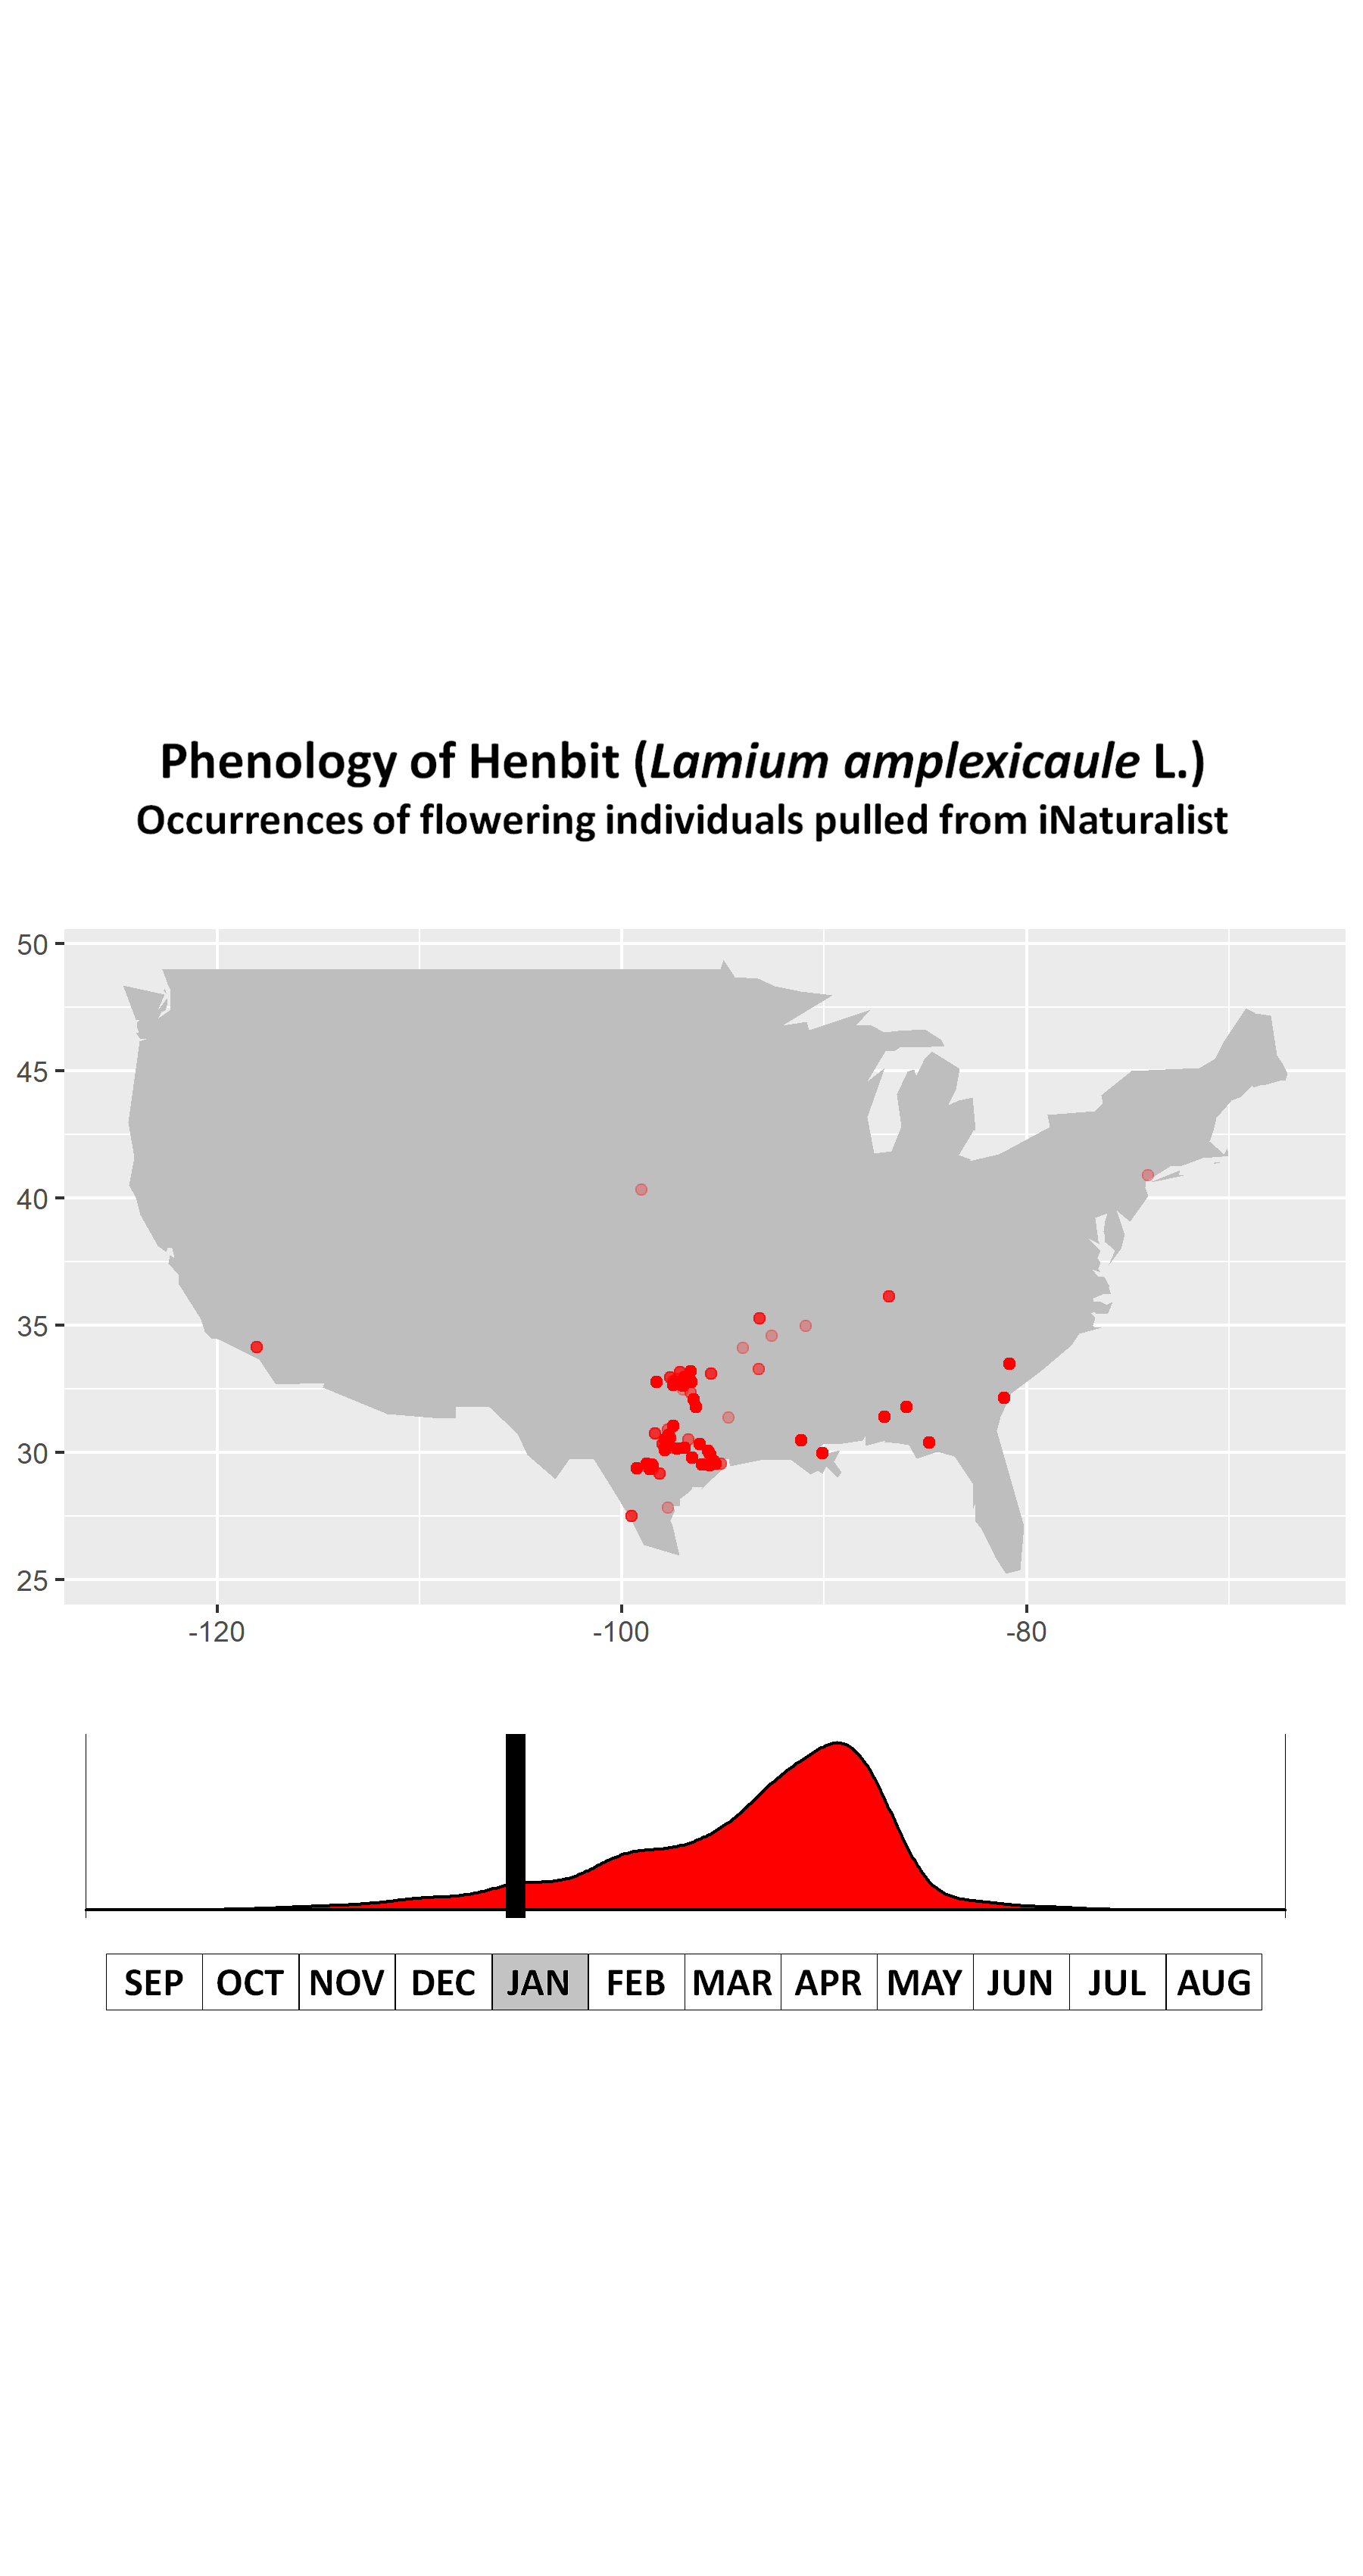 Phenology of Henbit (Lamium amplexicaule L.)
Occurrences of flowering individuals pulled from iNaturalist
50
45
40
35
30
25
-120 -100 -80
SEP OCT NOV DEC JAN FEB MAR APR MAY JUN JUL AUG